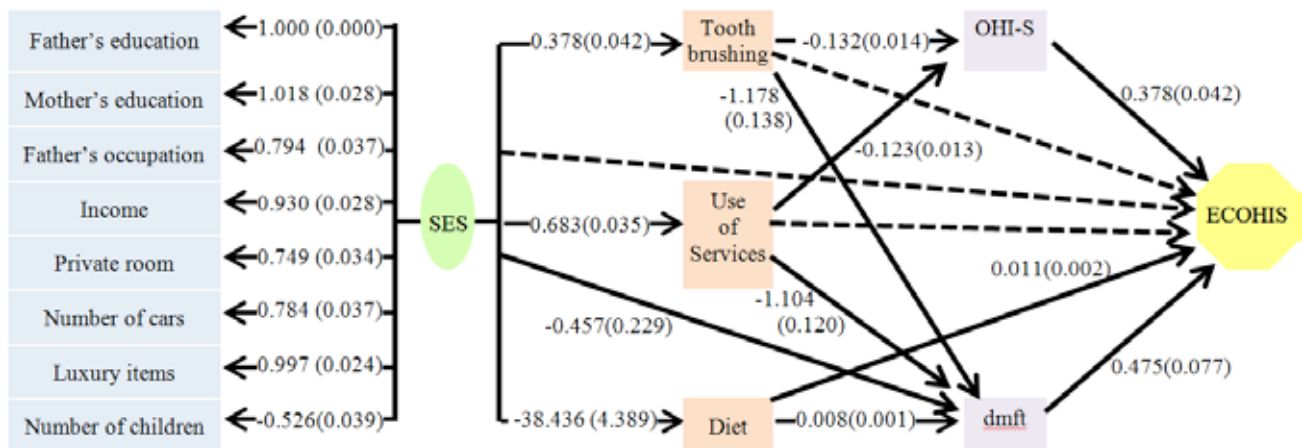 Father's education
Mother's education
Father's occupation
Income
Private room
Number of cars
Luxury items
Number of children
1.000 (0.000)
1.018 (0.028)
0.794 (0.037)
0.930 (0.028)
0.749 (0.034)
0.784 (0.037)
0.997 (0.024)
-0.526(0.039)
SES
0.378(0.042)
0.683(0.035)
-0.457(0.229)
-38.436 (4.389)
Tooth
brushing
Use
of
Services
Diet
-0.132(0.014)
-1.178
(0.138)
-0.123(0.013)
-1.104
(0.120)
0.008(0.001)
OHI-S
dmft
0.378(0.042)
0.011(0.002)
0.475(0.077)
ECOHIS